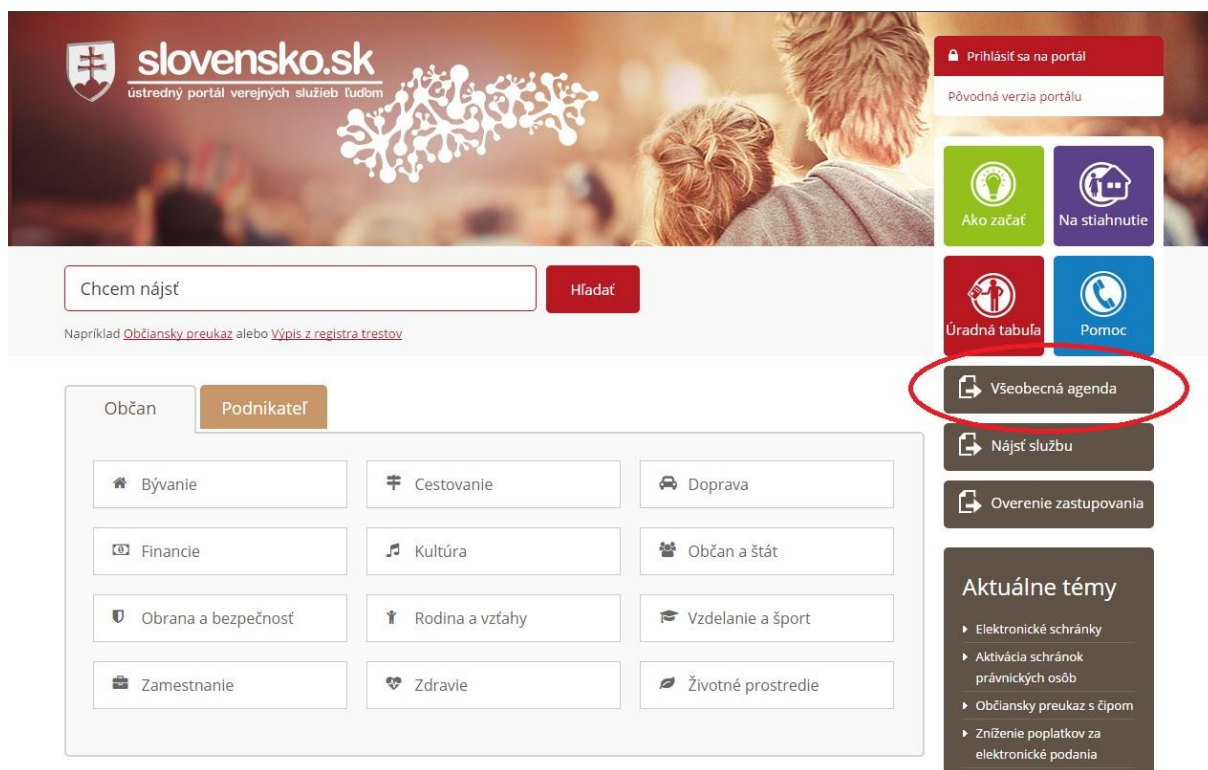 slovensko.sk
ústredný portál verejných služieb ľuďom
Prihlásiť sa na portál
Pôvodná verzia portálu
Ako začať
Na stiahnutie
Úradná tabuľa
Pomoc
Chcem nájsť
Hľadať
Napríklad Občiansky preukaz alebo Výpis z registra trestov
Všeobecná agenda
Nájsť službu
Overenie zastupovania
Občan
Podnikateľ
Bývanie
Cestovanie
Doprava
Financie
Kultúra
Občan a štát
Obrana a bezpečnosť
Rodina a vzťahy
Vzdelanie a šport
Zamestnanie
Zdravie
Životné prostredie
Aktuálne témy
Elektronické schránky
Aktivácia schránok
právnických osôb
Občiansky preukaz s čipom
Zníženie poplatkov za
elektronické podania